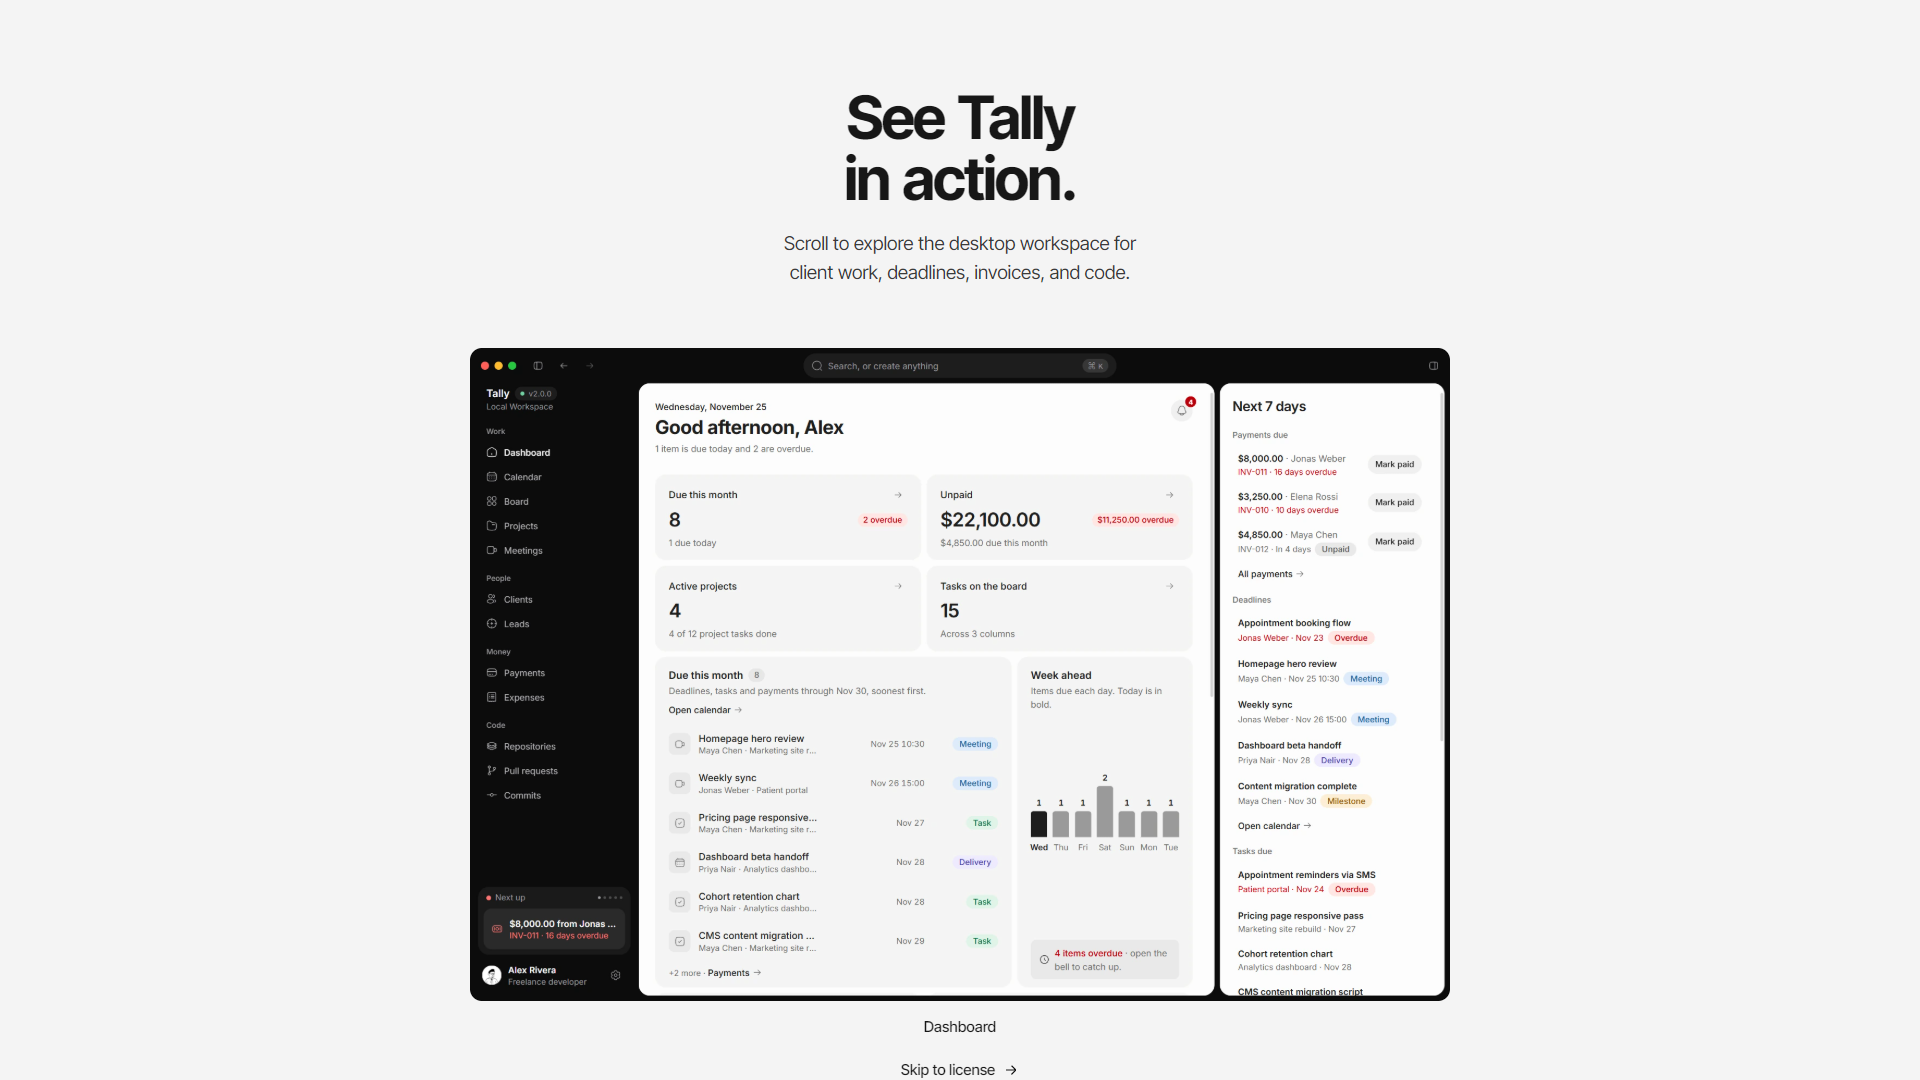 See Tally
in action.
Scroll to explore the desktop workspace for
client work, deadlines, invoices, and code.
Search, or create anything
⌘ K
Tally
v2.0.0
Local Workspace
Work
Dashboard
Calendar
Board
Projects
Meetings
People
Clients
Leads
Money
Payments
Expenses
Code
Repositories
Pull requests
Commits
Next up
$8,000.00 from Jonas ...
INV-011 · 16 days overdue
Alex Rivera
Freelance developer
Wednesday, November 25
4
Good afternoon, Alex
1 item is due today and 2 are overdue.
Due this month
8
2 overdue
1 due today
Unpaid
$22,100.00
$11,250.00 overdue
$4,850.00 due this month
Active projects
4
4 of 12 project tasks done
Tasks on the board
15
Across 3 columns
Due this month 8
Deadlines, tasks and payments through Nov 30, soonest first.
Open calendar →
Homepage hero review
Maya Chen · Marketing site r...
Nov 25 10:30
Meeting
Weekly sync
Jonas Weber · Patient portal
Nov 26 15:00
Meeting
Pricing page responsive...
Maya Chen · Marketing site r...
Nov 27
Task
Dashboard beta handoff
Priya Nair · Analytics dashbo...
Nov 28
Delivery
Cohort retention chart
Priya Nair · Analytics dashbo...
Nov 28
Task
CMS content migration ...
Maya Chen · Marketing site r...
Nov 29
Task
+2 more · Payments →
Week ahead
Items due each day. Today is in
bold.
1 1 1 2 1 1 1
Wed Thu Fri Sat Sun Mon Tue
4 items overdue · open the
bell to catch up.
Next 7 days
Payments due
$8,000.00 · Jonas Weber
INV-011 · 16 days overdue
Mark paid
$3,250.00 · Elena Rossi
INV-010 · 10 days overdue
Mark paid
$4,850.00 · Maya Chen
INV-012 · In 4 days Unpaid
Mark paid
All payments →
Deadlines
Appointment booking flow
Jonas Weber · Nov 23 Overdue
Homepage hero review
Maya Chen · Nov 25 10:30 Meeting
Weekly sync
Jonas Weber · Nov 26 15:00 Meeting
Dashboard beta handoff
Priya Nair · Nov 28 Delivery
Content migration complete
Maya Chen · Nov 30 Milestone
Open calendar →
Tasks due
Appointment reminders via SMS
Patient portal · Nov 24 Overdue
Pricing page responsive pass
Marketing site rebuild · Nov 27
Cohort retention chart
Analytics dashboard · Nov 28
CMS content migration script
Dashboard
Skip to license →